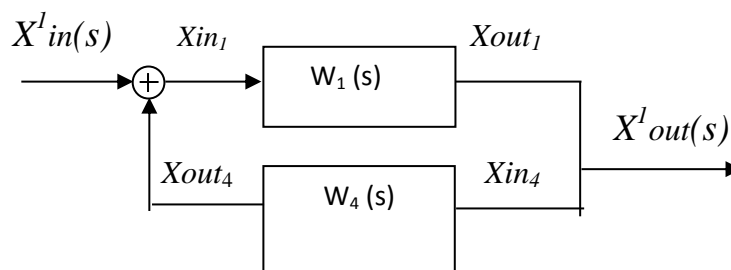 X¹in(s)
Xin₁
W₁ (s)
Xout₁
X¹out(s)
Xout₄
W₄ (s)
Xin₄